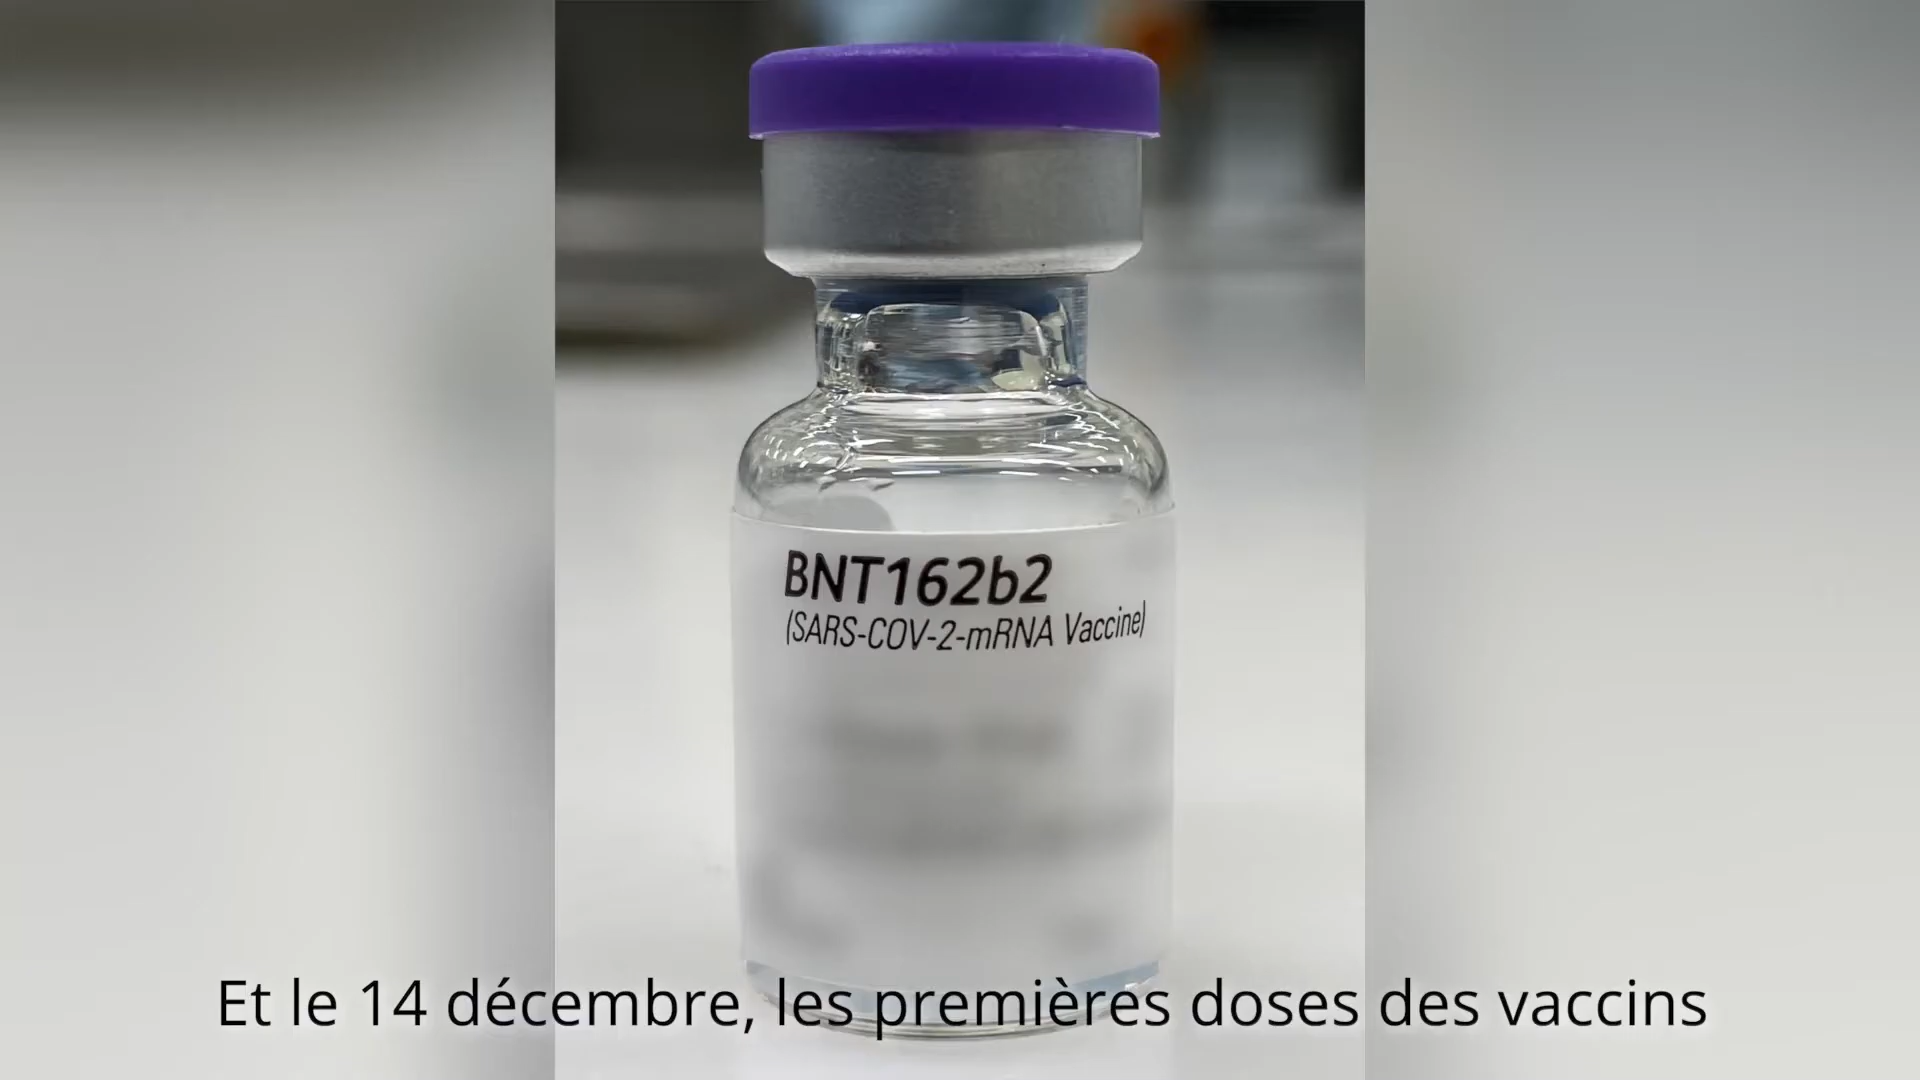 BNT162b2
(SARS-COV-2-mRNA Vaccine)
Et le 14 décembre, les premières doses des vaccins